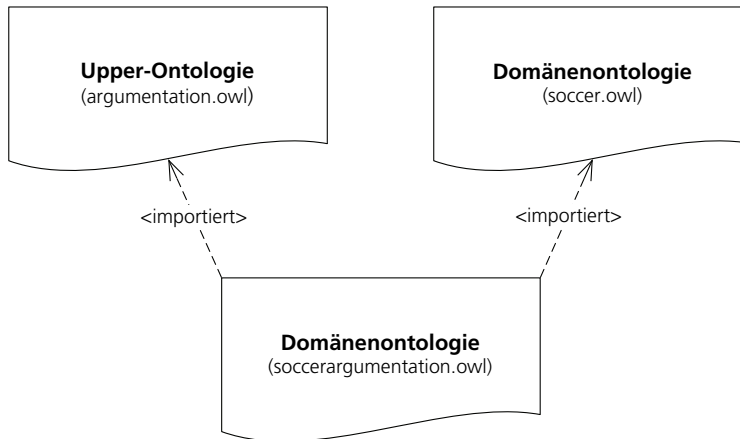 Upper-Ontologie
(argumentation.owl)
Domänenontologie
(soccer.owl)
<importiert>
<importiert>
Domänenontologie
(soccerargumentation.owl)